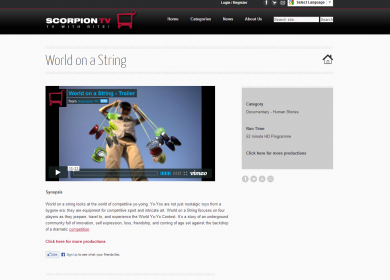 Login / Register
Select Language
SCORPION TV
TV WITH BITE!
Home Categories News About Us
Search
World on a String
World on a String - Trailer
from Scorpion TV
vimeo
Category
Documentary - Human Stories
Run Time
52 minute HD Programme
Click here for more productions
Synopsis
World on a string looks at the world of competitive yo-yoing. Yo-Yos are not just nostalgic toys from a
bygone era; they are equipment for competitive sport and intricate art. World on a String focuses on four
players as they prepare, travel to, and experience the World Yo-Yo Contest. It's a story of an underground
community full of innovation, self expression, loss, friendship, and coming of age set against the backdrop
of a dramatic competition.
Click here for more productions
Like Sign Up to see what your friends like.